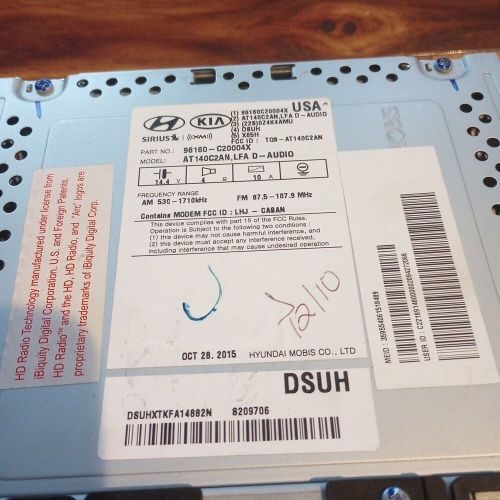 USA
HYUNDAI
KIA
SIRIUS
(XM)
(1) 96160C20004X
(2) AT140C2AN,LFA D-AUDIO
(3) (228)0Z4K4AMU
(4) DSUH
(5) X65H
FCC ID : TQ8-AT140C2AN
PART NO.: 96160-C20004X
MODEL: AT140C2AN,LFA D-AUDIO
14.4 V
4 Ω
10 A
FREQUENCY RANGE
AM 530-1710kHz FM 87.5-107.9 MHz
Contains MODEM FCC ID : LHJ-CASAN
This device complies with part 15 of the FCC Rules.
Operation is Subject to the following two conditions:
(1) this device may not cause harmful interference, and
(2) this device must accept any interference received,
including interference that may cause undesired operation.
12/10
OCT 28. 2015 HYUNDAI MOBIS CO., LTD
DSUH
DSUHXTKFA14882N S209706
HD Radio Technology manufactured under license from
iBiquity Digital Corporation. U.S. and Foreign Patents.
HD Radio™ and the HD, HD Radio, and "Arc" logos are
proprietary trademarks of iBiquity Digital Corp.